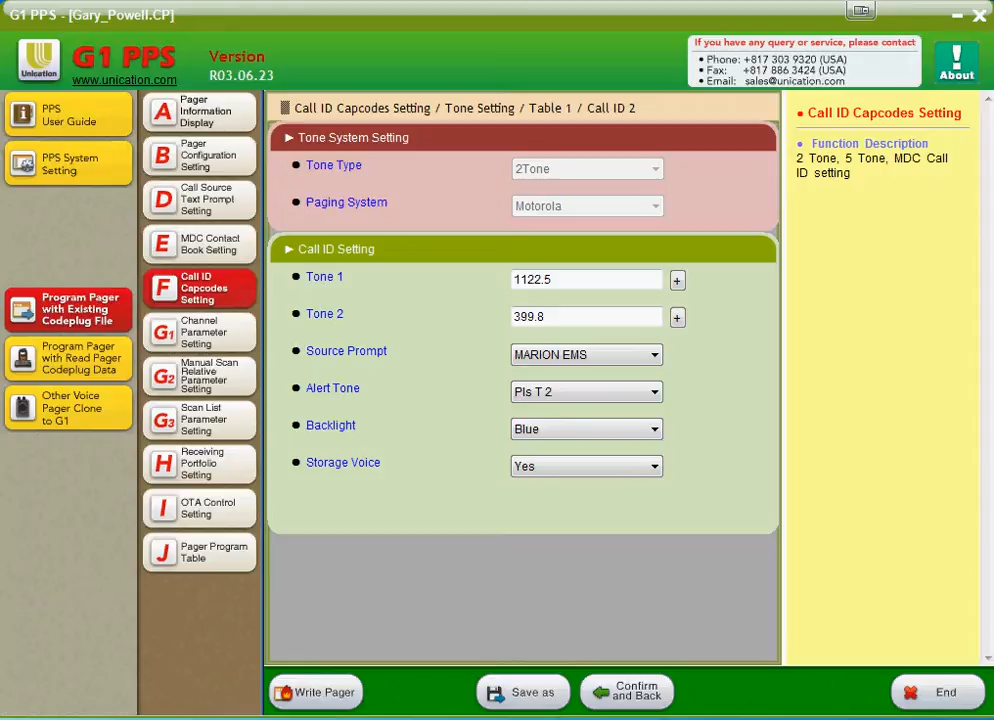 G1 PPS - [Gary_Powell.CP]
Unication
G1 PPS
www.unication.com
Version
R03.06.23
If you have any query or service, please contact
• Phone: +817 303 9320 (USA)
• Fax: +817 886 3424 (USA)
• Email: sales@unication.com
!
About
PPS
User Guide
PPS System
Setting
Program Pager
with Existing
Codeplug File
Program Pager
with Read Pager
Codeplug Data
Other Voice
Pager Clone
to G1
A Pager
Information
Display
B Pager
Configuration
Setting
D Call Source
Text Prompt
Setting
E MDC Contact
Book Setting
F Call ID
Capcodes
Setting
G1 Channel
Parameter
Setting
G2 Manual Scan
Relative
Parameter
Setting
G3 Scan List
Parameter
Setting
H Receiving
Portfolio
Setting
I OTA Control
Setting
J Pager Program
Table
Call ID Capcodes Setting / Tone Setting / Table 1 / Call ID 2
► Tone System Setting
• Tone Type 2Tone
• Paging System Motorola
► Call ID Setting
• Tone 1 1122.5 +
• Tone 2 399.8 +
• Source Prompt MARION EMS
• Alert Tone Pls T 2
• Backlight Blue
• Storage Voice Yes
• Call ID Capcodes Setting
• Function Description
2 Tone, 5 Tone, MDC Call
ID setting
Write Pager
Save as
Confirm
and Back
End